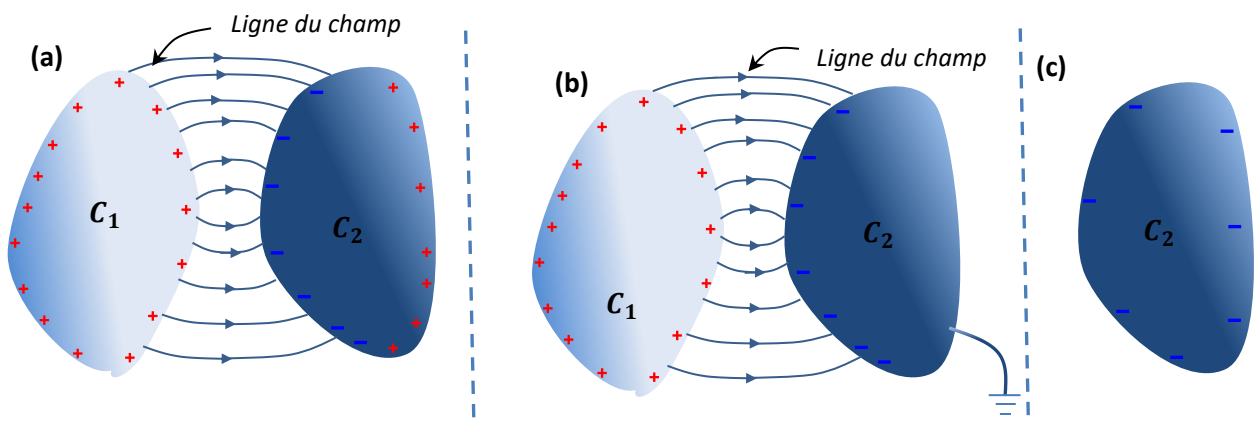 (a)
Ligne du champ
C₁
C₂
(b)
Ligne du champ
C₁
C₂
(c)
C₂